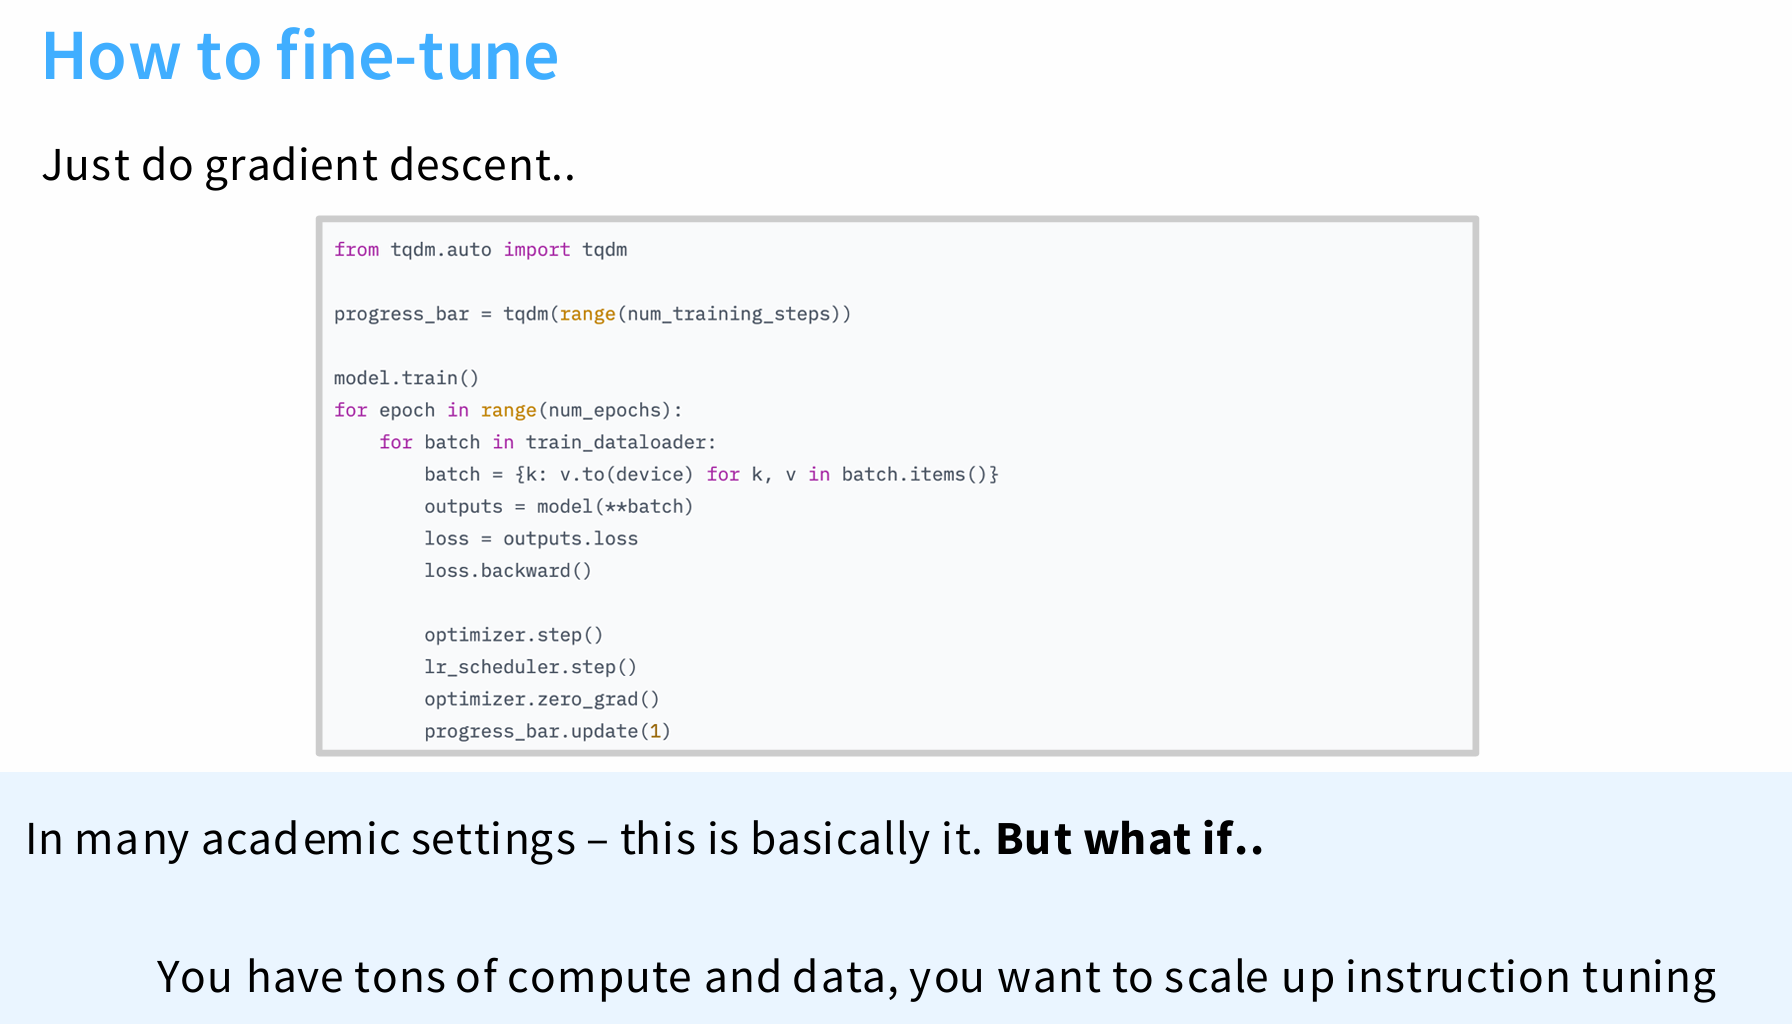 How to fine-tune
Just do gradient descent..
from tqdm.auto import tqdm
progress_bar = tqdm(range(num_training_steps))
model.train()
for epoch in range(num_epochs):
    for batch in train_dataloader:
        batch = {k: v.to(device) for k, v in batch.items()}
        outputs = model(**batch)
        loss = outputs.loss
        loss.backward()
        optimizer.step()
        lr_scheduler.step()
        optimizer.zero_grad()
        progress_bar.update(1)
In many academic settings – this is basically it. But what if..
You have tons of compute and data, you want to scale up instruction tuning